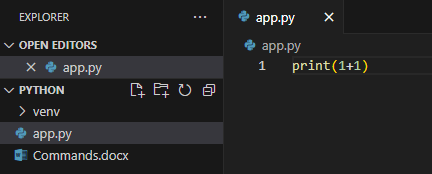 EXPLORER
OPEN EDITORS
app.py
PYTHON
venv
app.py
Commands.docx
app.py
app.py
1 print(1+1)